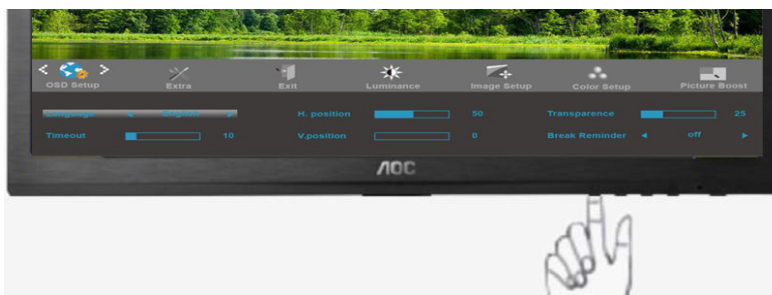 < >
OSD Setup Extra Exit Luminance Image Setup Color Setup Picture Boost
Language English H. position 50 Transparence 25
Timeout 10 V.position 0 Break Reminder off
AOC